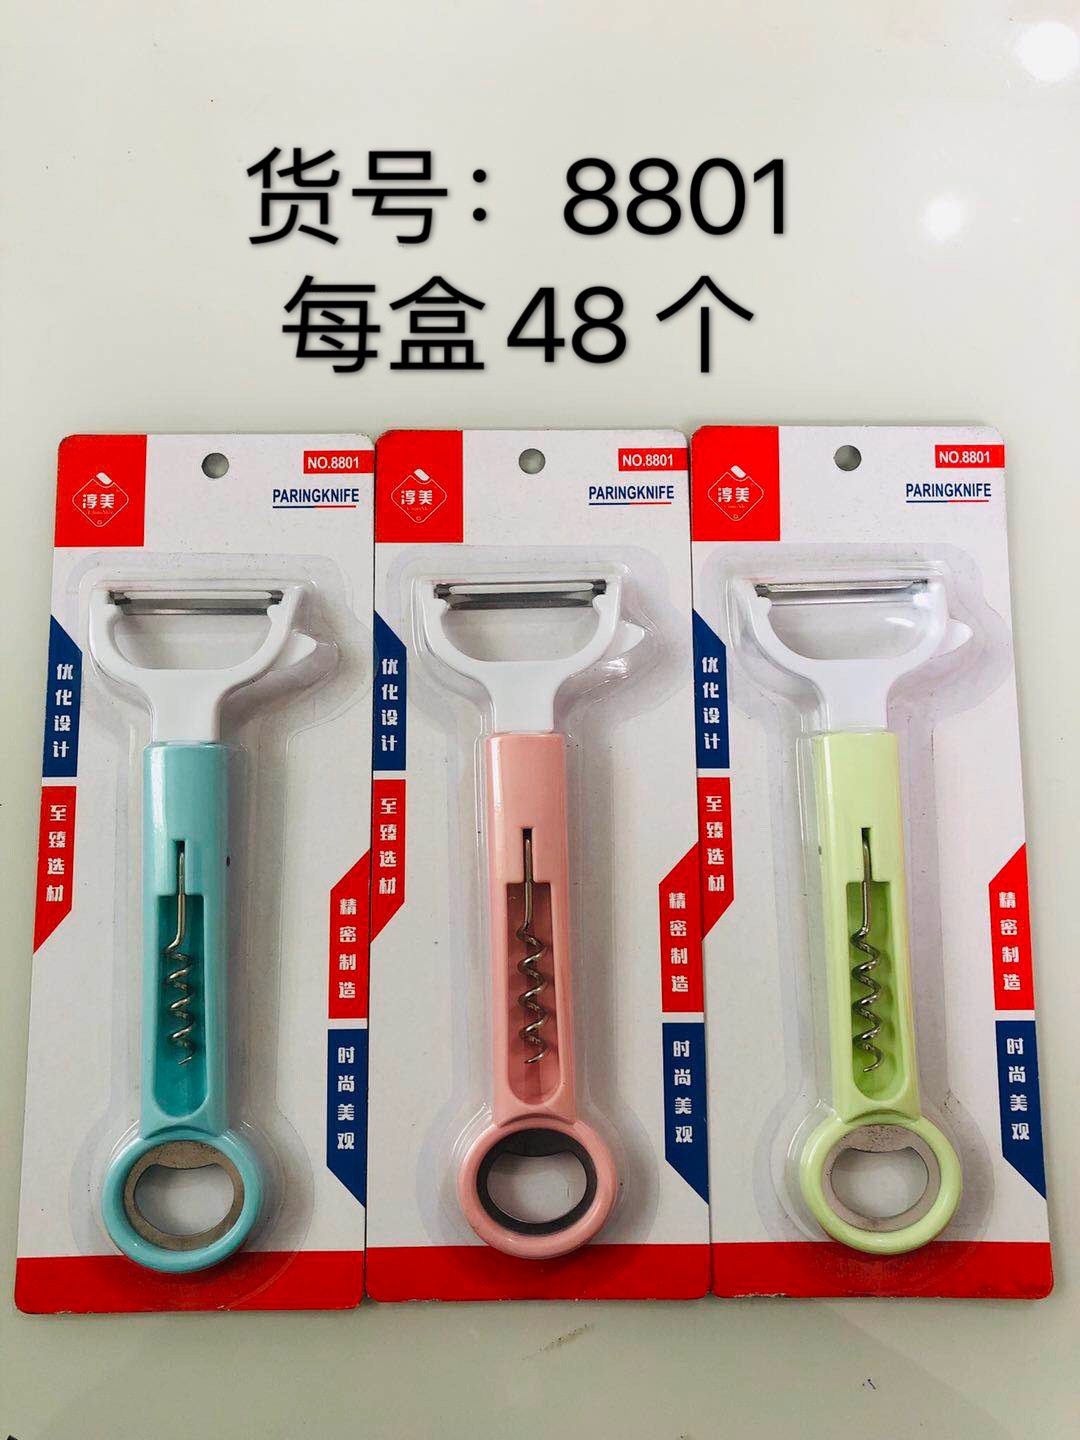 货号：8801
每盒48个
淳美
NO.8801
PARINGKNIFE
优化设计
至臻选材
精密制造
时尚美观
淳美
NO.8801
PARINGKNIFE
优化设计
至臻选材
精密制造
时尚美观
淳美
NO.8801
PARINGKNIFE
优化设计
至臻选材
精密制造
时尚美观